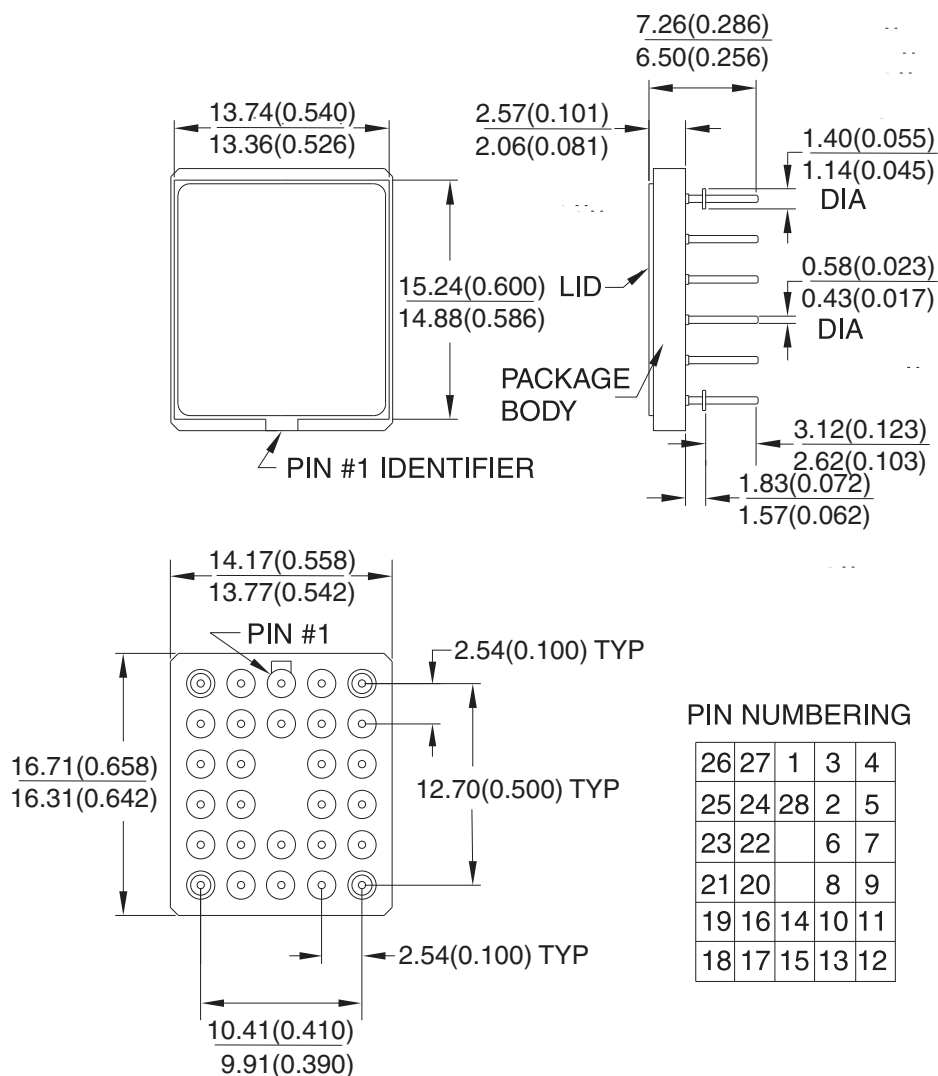 7.26(0.286)
6.50(0.256)
13.74(0.540)
13.36(0.526)
2.57(0.101)
2.06(0.081)
1.40(0.055)
1.14(0.045)
DIA
15.24(0.600)
14.88(0.586)
LID
0.58(0.023)
0.43(0.017)
DIA
PACKAGE
BODY
PIN #1 IDENTIFIER
3.12(0.123)
2.62(0.103)
1.83(0.072)
1.57(0.062)
14.17(0.558)
13.77(0.542)
PIN #1
2.54(0.100) TYP
16.71(0.658)
16.31(0.642)
12.70(0.500) TYP
2.54(0.100) TYP
10.41(0.410)
9.91(0.390)
PIN NUMBERING
26 27 1 3 4
25 24 28 2 5
23 22 6 7
21 20 8 9
19 16 14 10 11
18 17 15 13 12